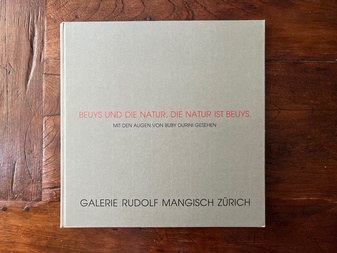 BEUYS UND DIE NATUR. DIE NATUR IST BEUYS.
MIT DEN AUGEN VON BUBY DURINI GESEHEN
GALERIE RUDOLF MANGISCH ZÜRICH